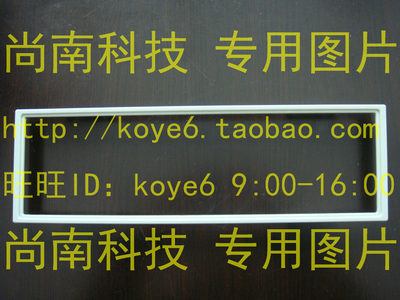 尚南科技 专用图片
http://koye6.taobao.com
旺旺ID: koye6 9:00-16:00
尚南科技 专用图片